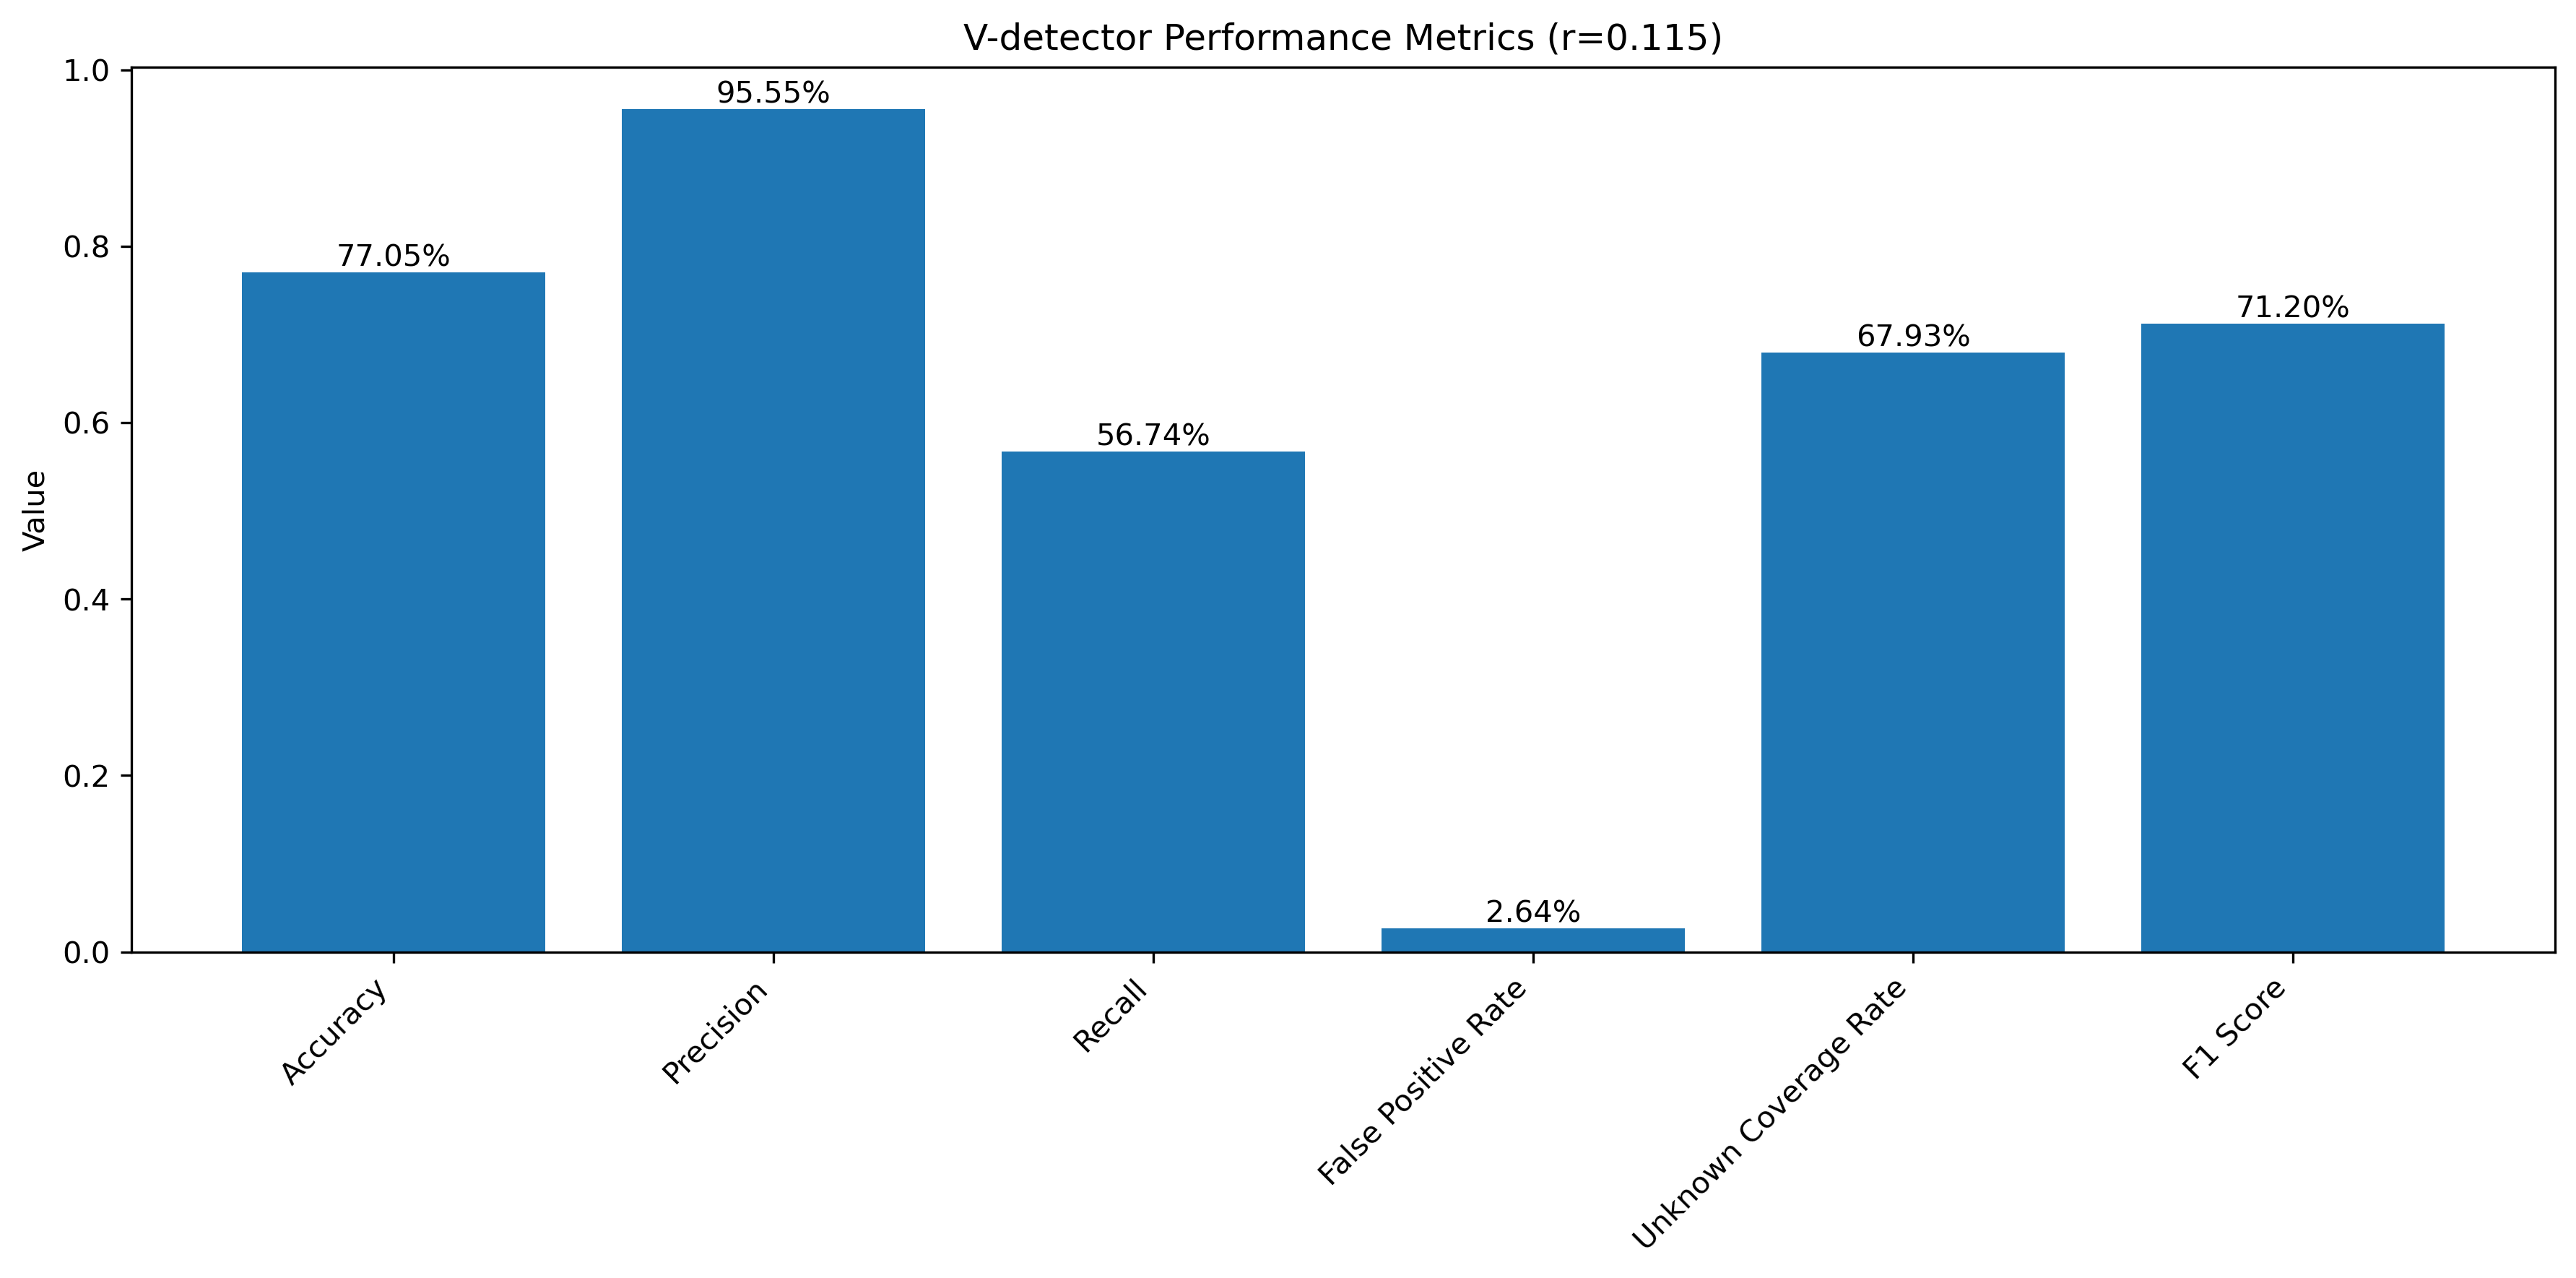 V-detector Performance Metrics (r=0.115)
Value
1.0
0.8
0.6
0.4
0.2
0.0
77.05%
95.55%
56.74%
2.64%
67.93%
71.20%
Accuracy
Precision
Recall
False Positive Rate
Unknown Coverage Rate
F1 Score